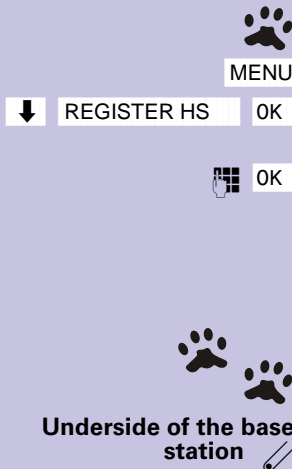 MENU
REGISTER HS OK
OK
Underside of the base
station